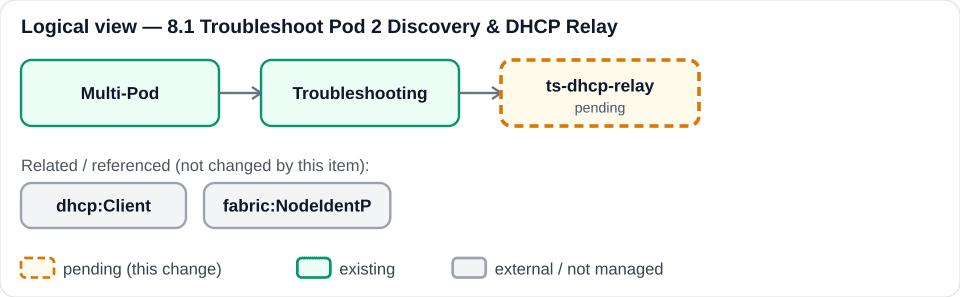 Logical view — 8.1 Troubleshoot Pod 2 Discovery & DHCP Relay
Multi-Pod
Troubleshooting
ts-dhcp-relay
pending
Related / referenced (not changed by this item):
dhcp:Client
fabric:NodeIdentP
pending (this change)
existing
external / not managed